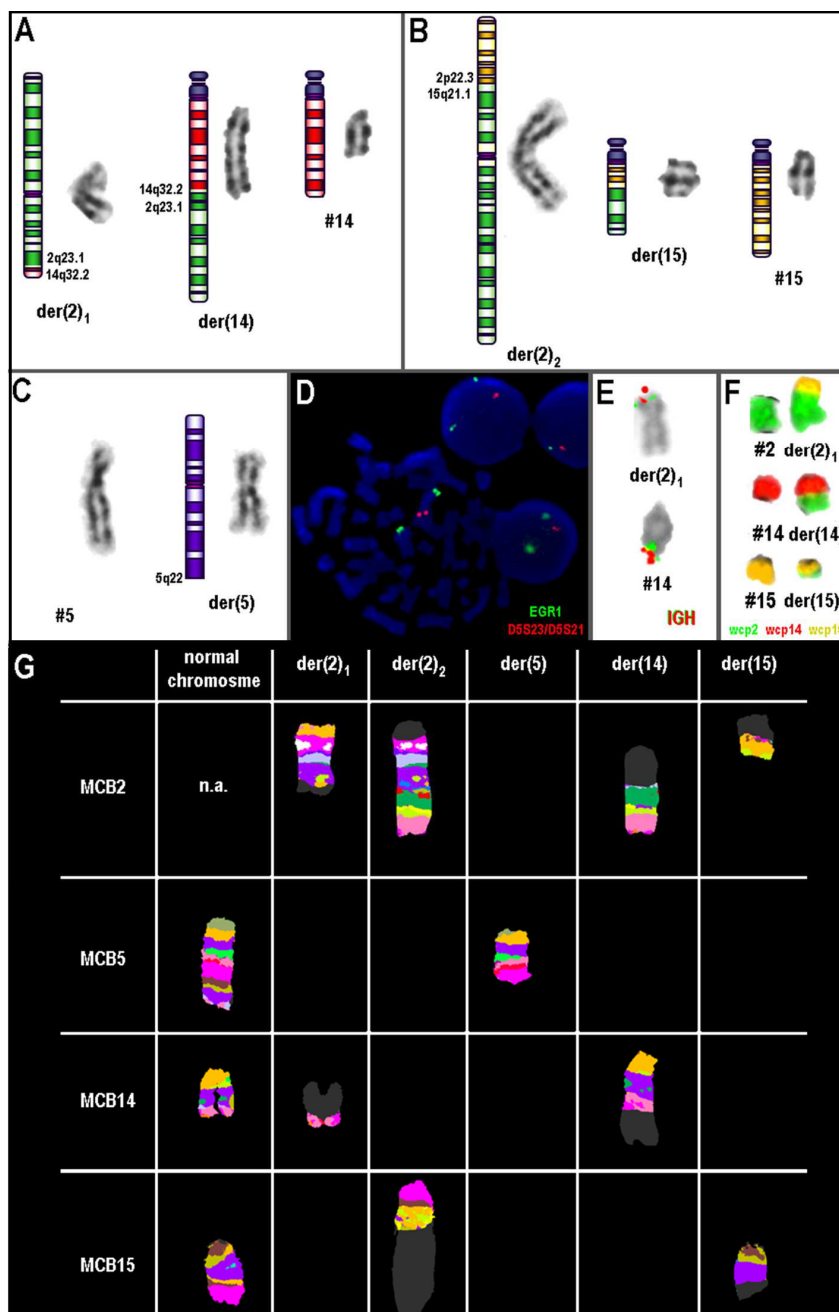 A
2q23.1
14q32.2
der(2)1
14q32.2
2q23.1
der(14)
#14
B
2p22.3
15q21.1
der(2)2
der(15)
#15
C
#5
5q22
der(5)
D
EGR1
D5S23/D5S21
E
der(2)1
#14
IGH
F
#2 der(2)1
#14 der(14
#15 der(15)
wcp2 wcp14
G
normal chromosme
der(2)1
der(2)2
der(5)
der(14)
der(15)
MCB2
n.a.
MCB5
MCB14
MCB15